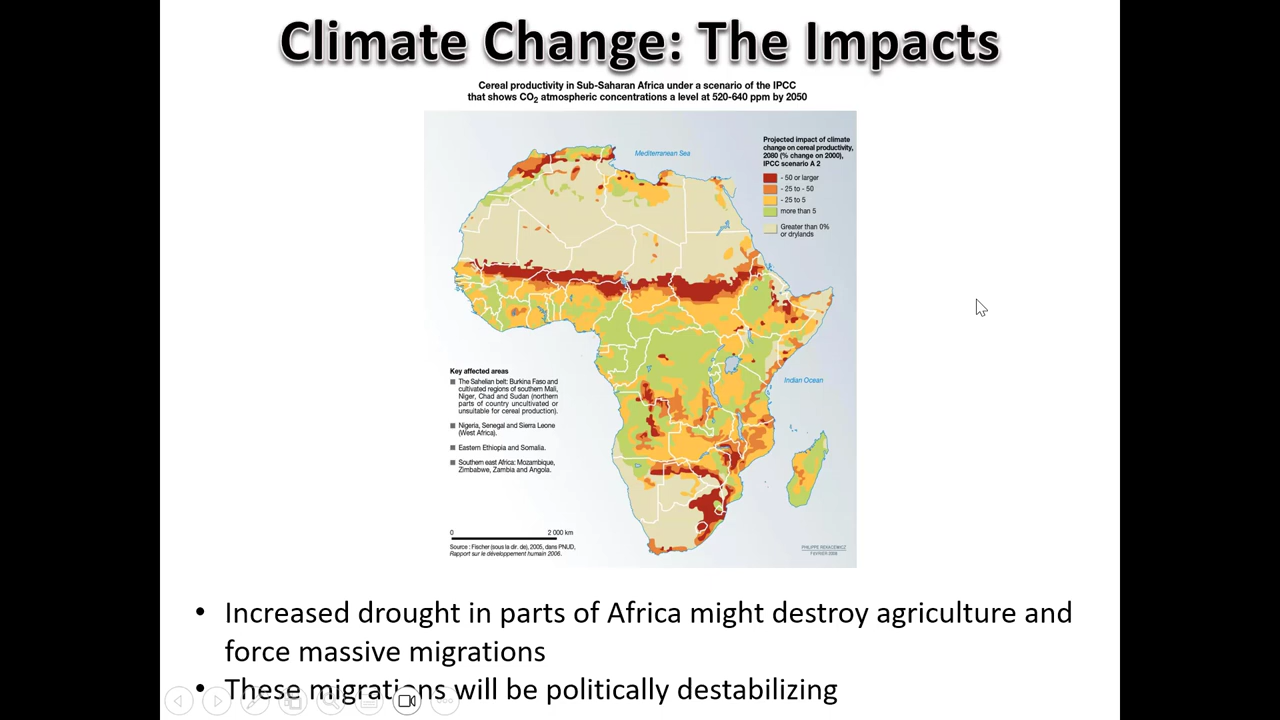 Climate Change: The Impacts
Cereal productivity in Sub-Saharan Africa under a scenario of the IPCC
that shows CO2 atmospheric concentrations a level at 520-640 ppm by 2050
Mediterranean Sea
Projected impact of climate
change on cereal productivity,
2080 (% change on 2000),
IPCC scenario A 2
- 50 or larger
- 25 to - 50
- 25 to 5
more than 5
Greater than 0%
or drylands
Indian Ocean
Key affected areas
The Sahelian belt: Burkina Faso and
cultivated regions of southern Mali,
Niger, Chad and Sudan (northern
parts of country uncultivated or
unsuitable for cereal production).
Nigeria, Senegal and Sierra Leone
(West Africa).
Eastern Ethiopia and Somalia.
Southern east Africa: Mozambique,
Zimbabwe, Zambia and Angola.
0 2 000 km
Source : Fischer (sous la dir. de), 2005, dans PNUD,
Rapport sur le développement humain 2006.
PHILIPPE REKACEWICZ
FÉVRIER 2006
• Increased drought in parts of Africa might destroy agriculture and
force massive migrations
• These migrations will be politically destabilizing